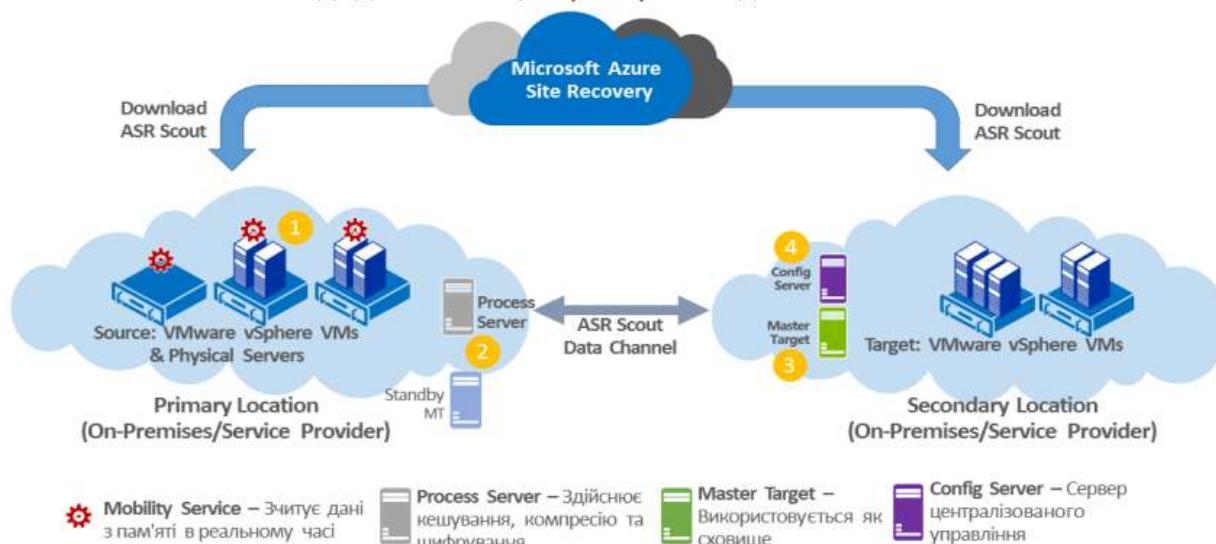 Microsoft Azure
Site Recovery
Download
ASR Scout
Download
ASR Scout
1
Source: VMware vSphere VMs
& Physical Servers
Process
Server
2
Standby
MT
Primary Location
(On-Premises/Service Provider)
ASR Scout
Data Channel
4
Config
Server
Master
Target
3
Target: VMware vSphere VMs
Secondary Location
(On-Premises/Service Provider)
Mobility Service – Зчитує дані
з пам'яті в реальному часі
Process Server – Здійснює
кешування, компресію та
шифрування
Master Target –
Використовується як
сховище
Config Server – Сервер
централізованого
управління